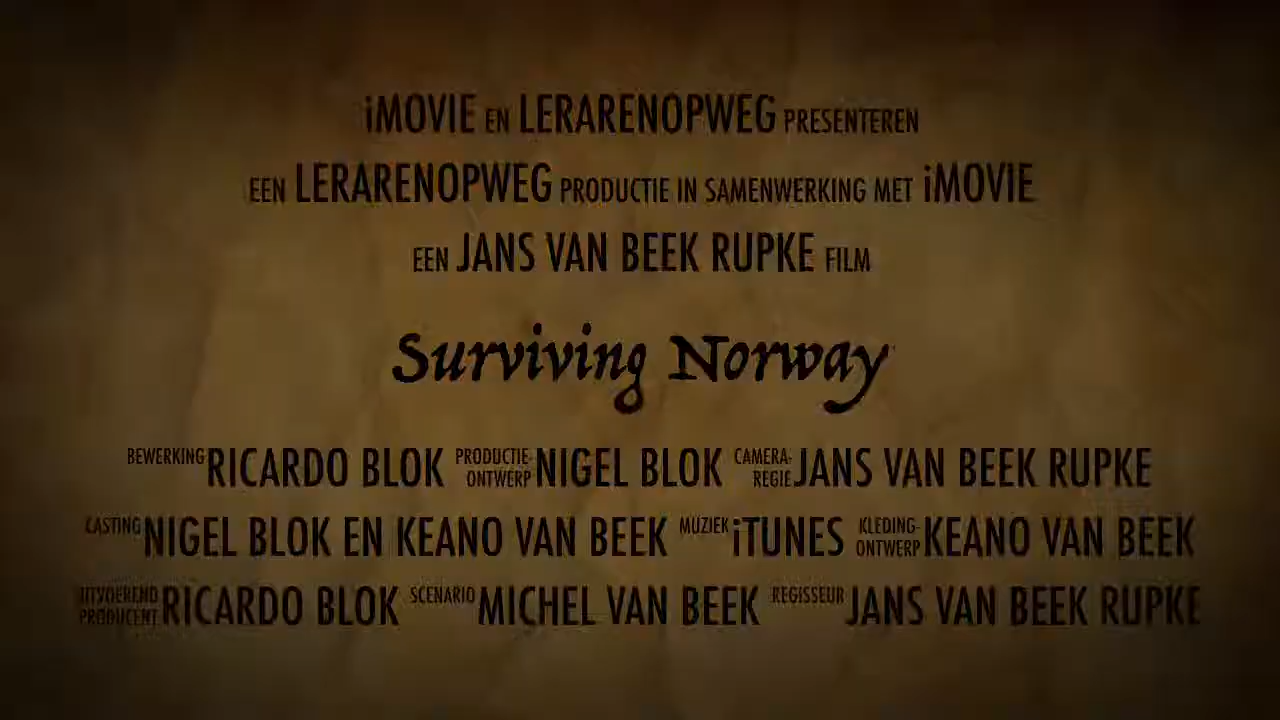 iMOVIE EN LERARENOPWEG PRESENTEREN
EEN LERARENOPWEG PRODUCTIE IN SAMENWERKING MET iMOVIE
EEN JANS VAN BEEK RUPKE FILM
Surviving Norway
BEWERKING RICARDO BLOK PRODUCTIE-ONTWERP NIGEL BLOK CAMERA-REGIE JANS VAN BEEK RUPKE
CASTING NIGEL BLOK EN KEANO VAN BEEK MUZIEK iTUNES KLEDING-ONTWERP KEANO VAN BEEK
UITVOEREND PRODUCENT RICARDO BLOK SCENARIO MICHEL VAN BEEK REGISSEUR JANS VAN BEEK RUPKE